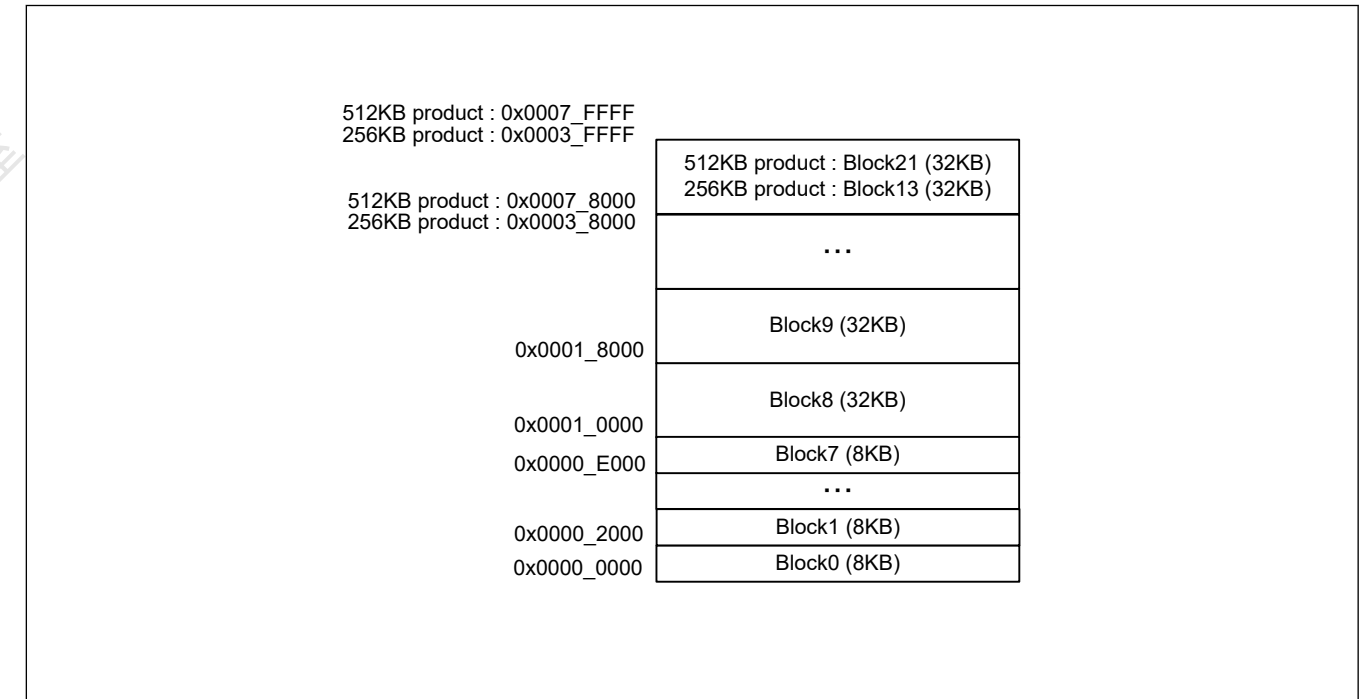 512KB product : 0x0007_FFFF
256KB product : 0x0003_FFFF
512KB product : Block21 (32KB)
256KB product : Block13 (32KB)
512KB product : 0x0007_8000
256KB product : 0x0003_8000
...
Block9 (32KB)
0x0001_8000
Block8 (32KB)
0x0001_0000
Block7 (8KB)
0x0000_E000
...
Block1 (8KB)
0x0000_2000
Block0 (8KB)
0x0000_0000